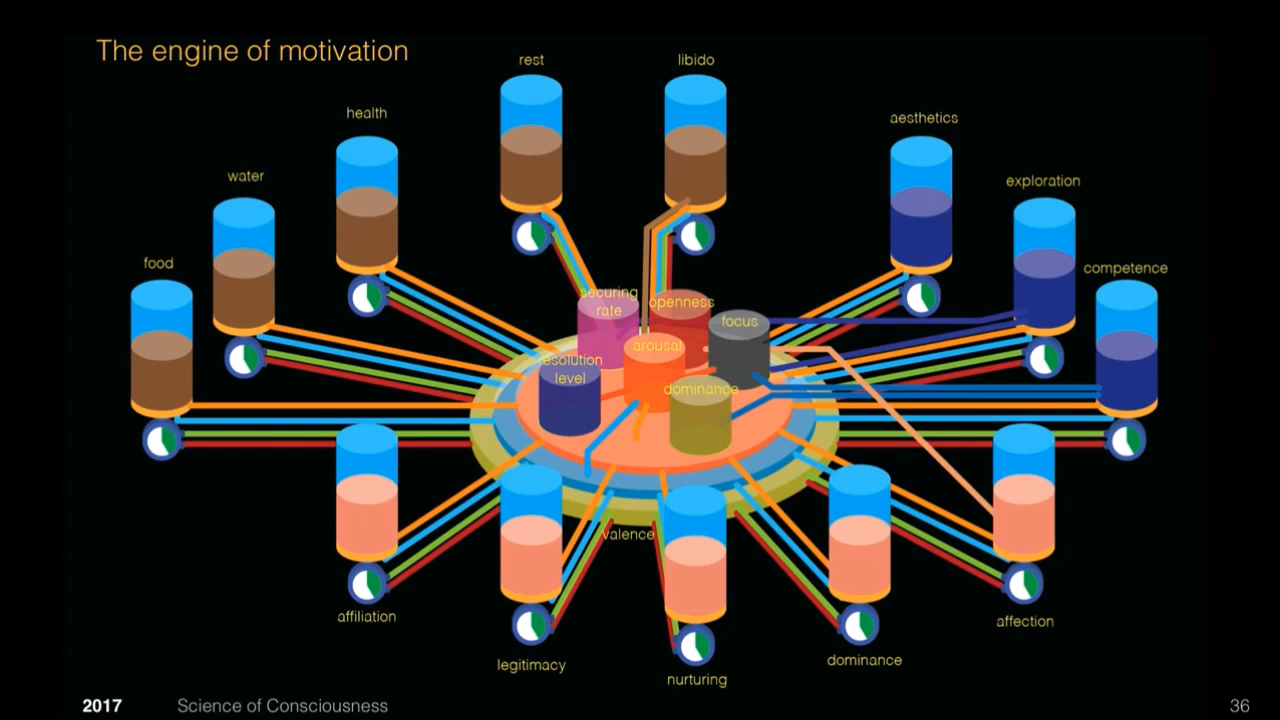 The engine of motivation
rest
libido
health
aesthetics
water
exploration
food
competence
securing
rate
openness
focus
arousal
resolution
level
dominance
valence
affiliation
legitimacy
nurturing
dominance
affection
2017 Science of Consciousness 36